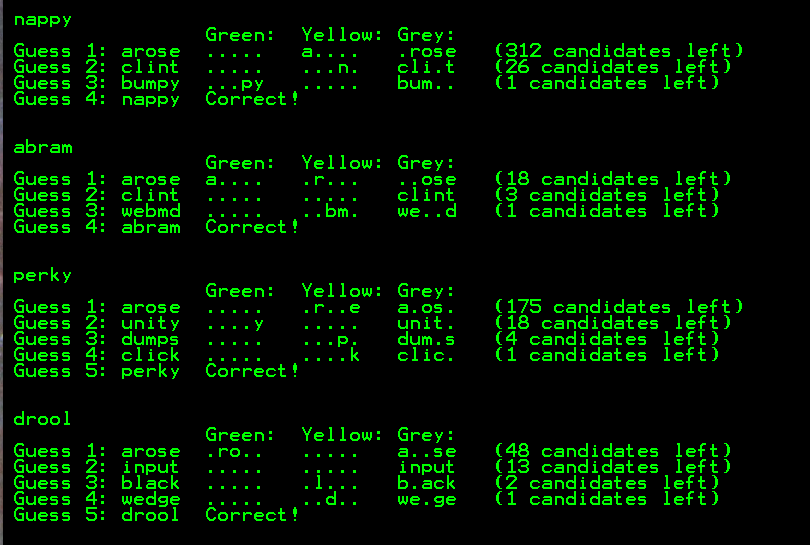 nappy
Green: Yellow: Grey:
Guess 1: arose ..... a.... .rose (312 candidates left)
Guess 2: clint ..... ...n. cli.t (26 candidates left)
Guess 3: bumpy ...py ..... bum.. (1 candidates left)
Guess 4: nappy Correct!
abram
Green: Yellow: Grey:
Guess 1: arose a.... .r... ..ose (18 candidates left)
Guess 2: clint ..... ..... clint (3 candidates left)
Guess 3: webmd ..... ..bm. we..d (1 candidates left)
Guess 4: abram Correct!
perky
Green: Yellow: Grey:
Guess 1: arose ..... .r..e a.os. (175 candidates left)
Guess 2: unity ....y ..... unit. (18 candidates left)
Guess 3: dumps ..... ...p. dum.s (4 candidates left)
Guess 4: click ..... ....k clic. (1 candidates left)
Guess 5: perky Correct!
drool
Green: Yellow: Grey:
Guess 1: arose .ro.. ..... a..se (48 candidates left)
Guess 2: input ..... ..... input (13 candidates left)
Guess 3: black ..... .l... b.ack (2 candidates left)
Guess 4: wedge ..... ..d.. we.ge (1 candidates left)
Guess 5: drool Correct!